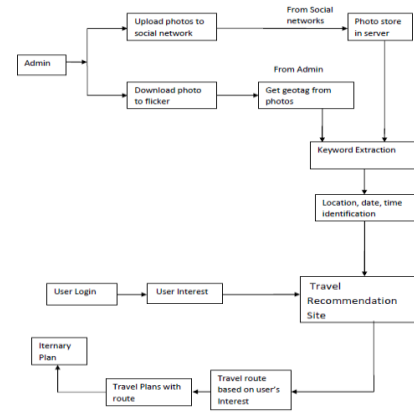 Upload photos to
social network
From Social
networks
Photo store
in server
Admin
From Admin
Download photo
to flicker
Get geotag from
photos
Keyword Extraction
Location, date, time
identification
User Login
User Interest
Travel
Recommendation
Site
Iternary
Plan
Travel Plans with
route
Travel route
based on user's
Interest